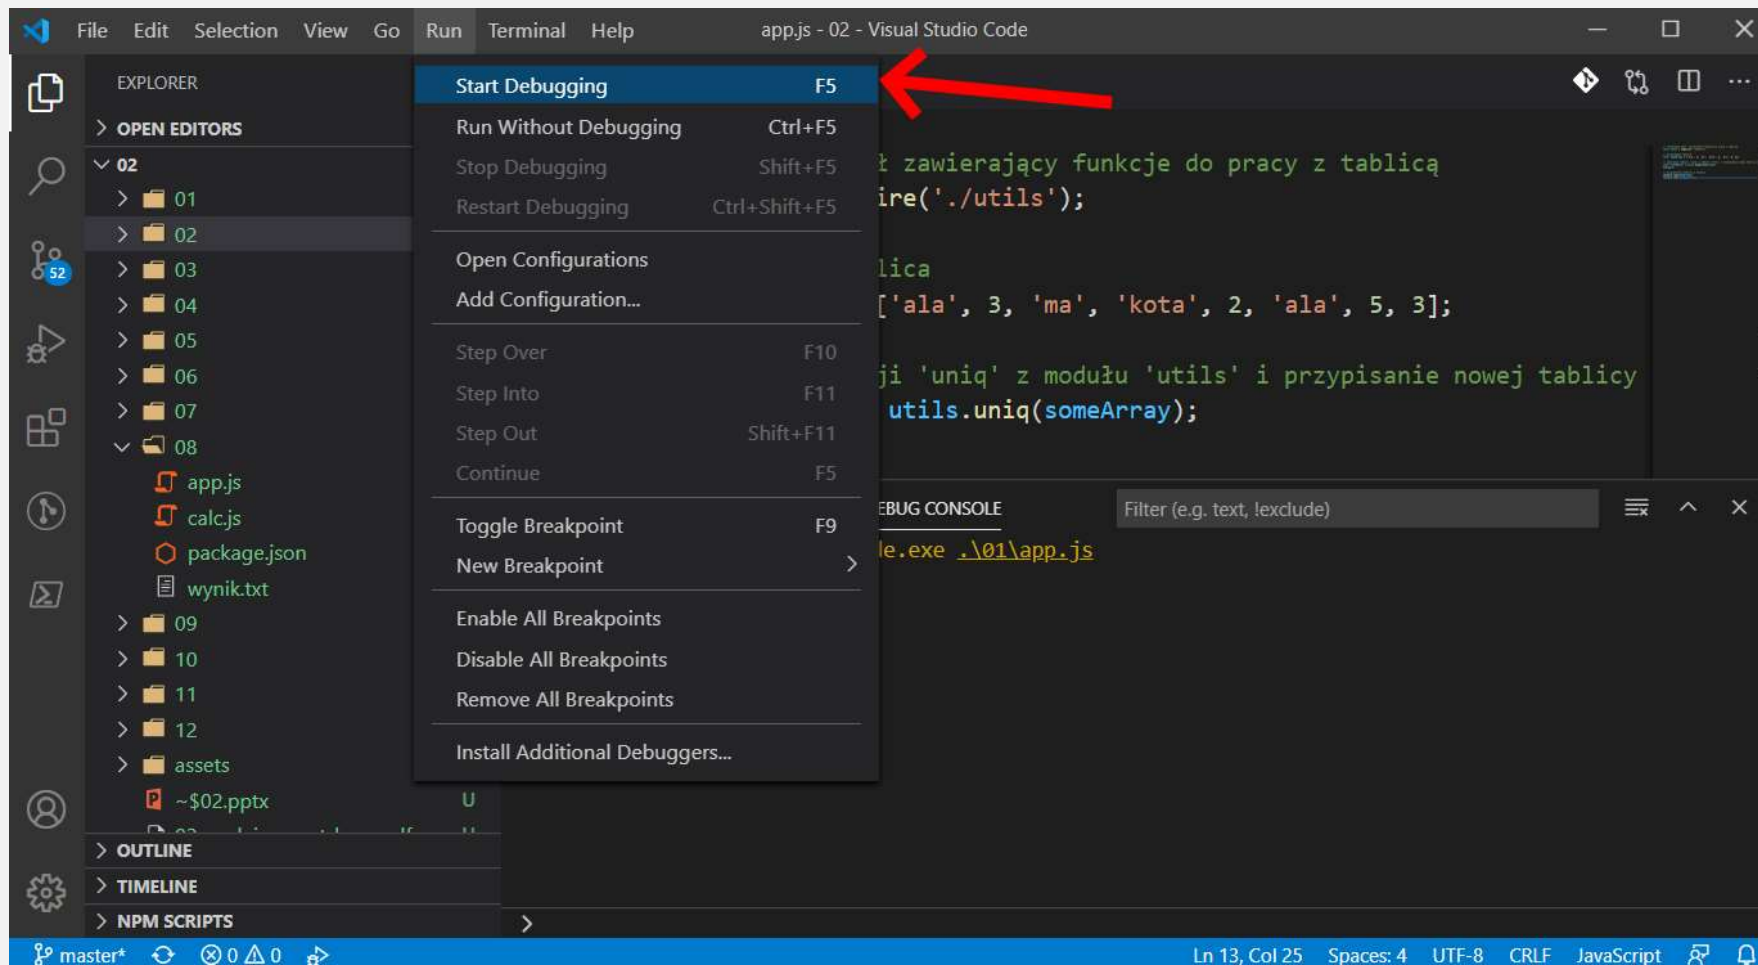 File Edit Selection View Go Run Terminal Help app.js - 02 - Visual Studio Code
EXPLORER
OPEN EDITORS
02
01
02
03
04
05
06
07
08
app.js
calc.js
package.json
wynik.txt
09
10
11
12
assets
~$02.pptx U
OUTLINE
TIMELINE
NPM SCRIPTS
52
Start Debugging F5
Run Without Debugging Ctrl+F5
Stop Debugging Shift+F5
Restart Debugging Ctrl+Shift+F5
Open Configurations
Add Configuration...
Step Over F10
Step Into F11
Step Out Shift+F11
Continue F5
Toggle Breakpoint F9
New Breakpoint
Enable All Breakpoints
Disable All Breakpoints
Remove All Breakpoints
Install Additional Debuggers...
ł zawierający funkcje do pracy z tablicą
ire('./utils');
lica
['ala', 3, 'ma', 'kota', 2, 'ala', 5, 3];
ji 'uniq' z modułu 'utils' i przypisanie nowej tablicy
utils.uniq(someArray);
EBUG CONSOLE Filter (e.g. text, !exclude)
de.exe .\01\app.js
master* 0 0 Ln 13, Col 25 Spaces: 4 UTF-8 CRLF JavaScript